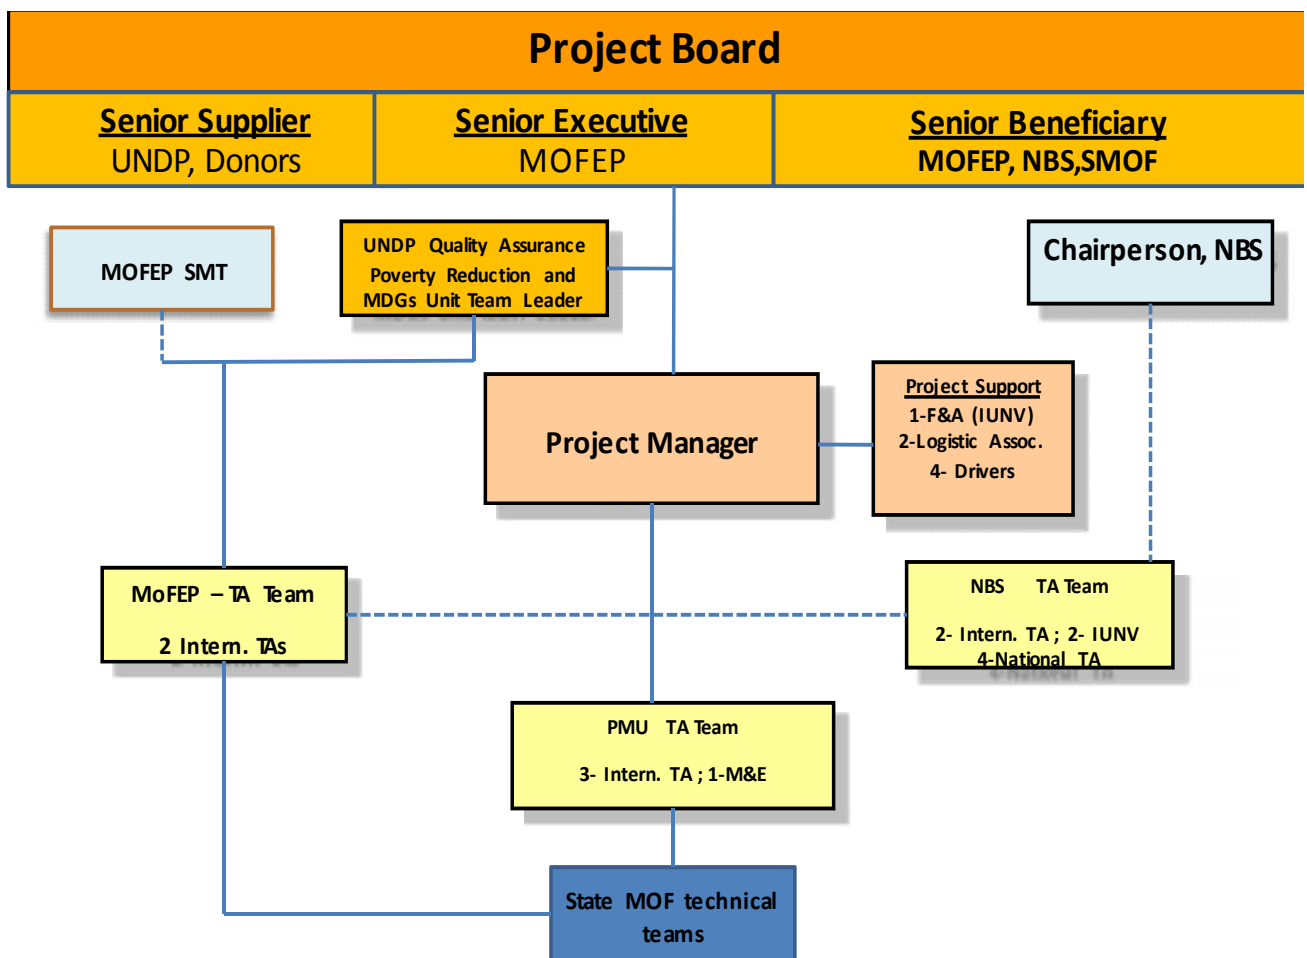 Project Board
Senior Supplier
UNDP, Donors
Senior Executive
MOFEP
Senior Beneficiary
MOFEP, NBS,SMOF
MOFEP SMT
UNDP Quality Assurance
Poverty Reduction and
MDGs Unit Team Leader
Chairperson, NBS
Project Manager
Project Support
1-F&A (IUNV)
2-Logistic Assoc.
4- Drivers
MoFEP – TA Team
2 Intern. TAs
NBS TA Team
2- Intern. TA ; 2- IUNV
4-National TA
PMU TA Team
3- Intern. TA ; 1-M&E
State MOF technical
teams